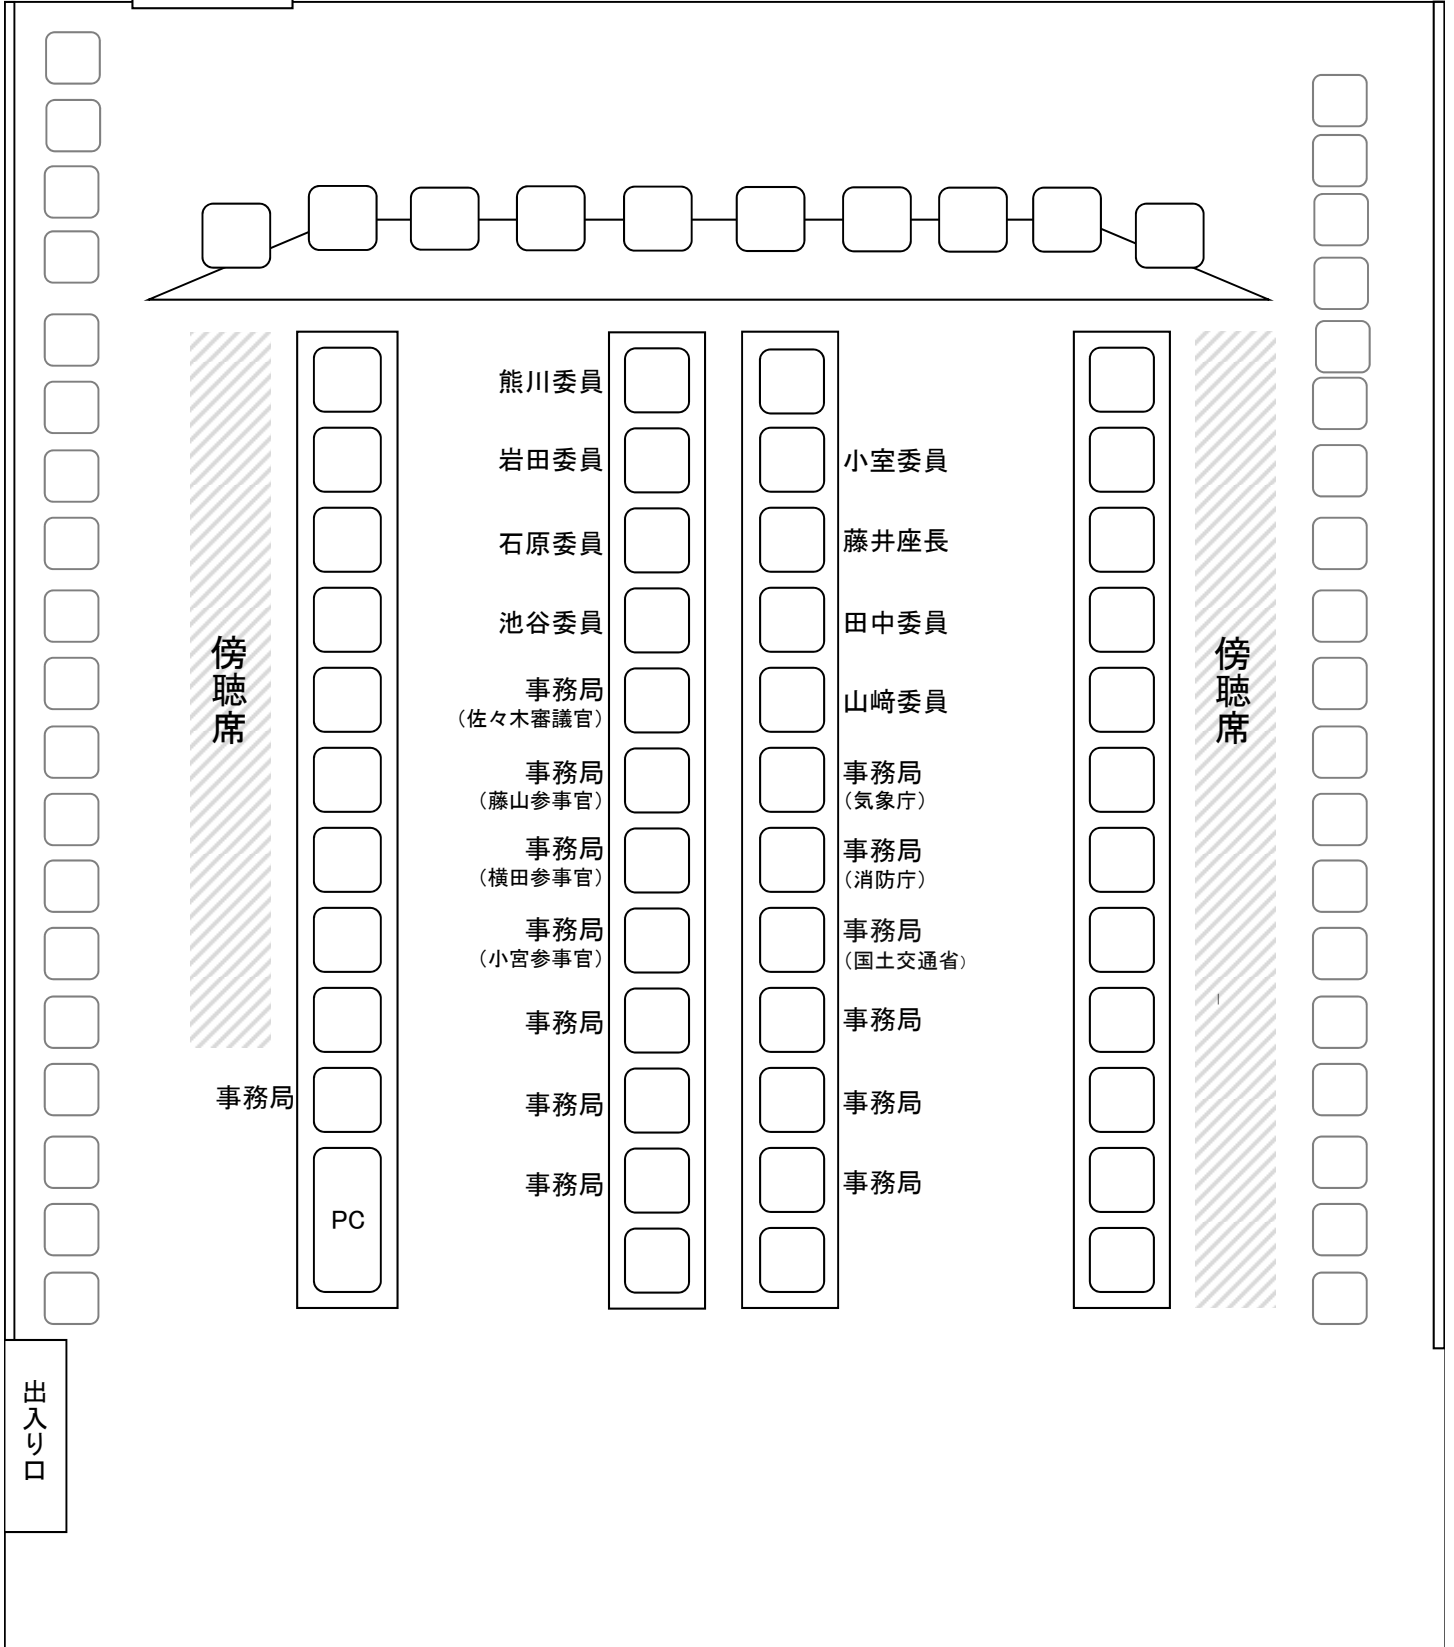 熊川委員
岩田委員
小室委員
石原委員
藤井座長
池谷委員
田中委員
傍聴席
傍聴席
事務局
(佐々木審議官)
山﨑委員
事務局
(藤山参事官)
事務局
(気象庁)
事務局
(横田参事官)
事務局
(消防庁)
事務局
(小宮参事官)
事務局
(国土交通省)
事務局
事務局
事務局
事務局
事務局
事務局
事務局
PC
出入り口